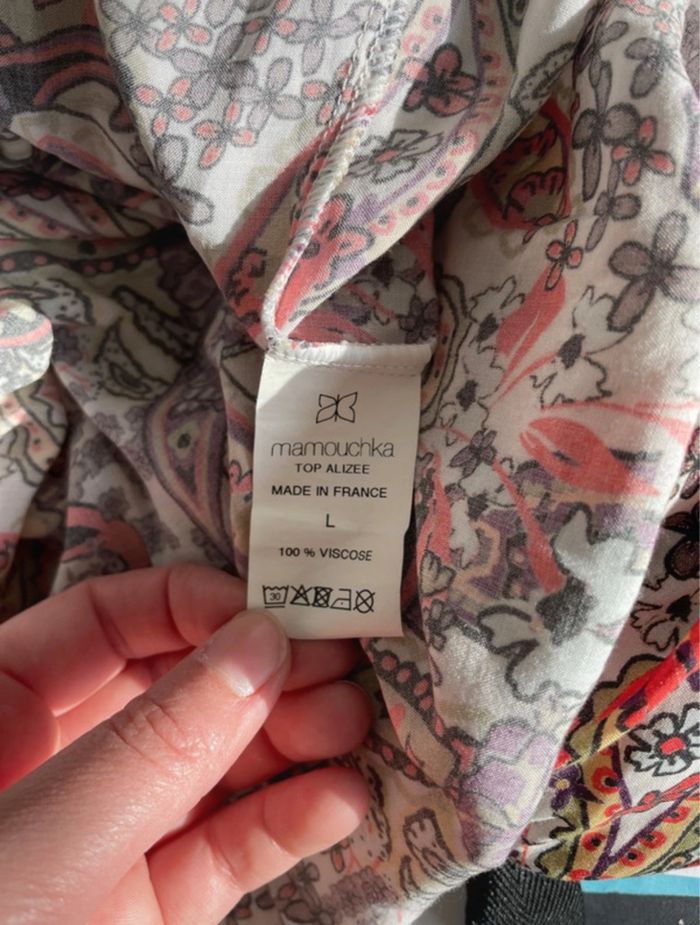 mamouchka
TOP ALIZEE
MADE IN FRANCE
L
100 % VISCOSE
30